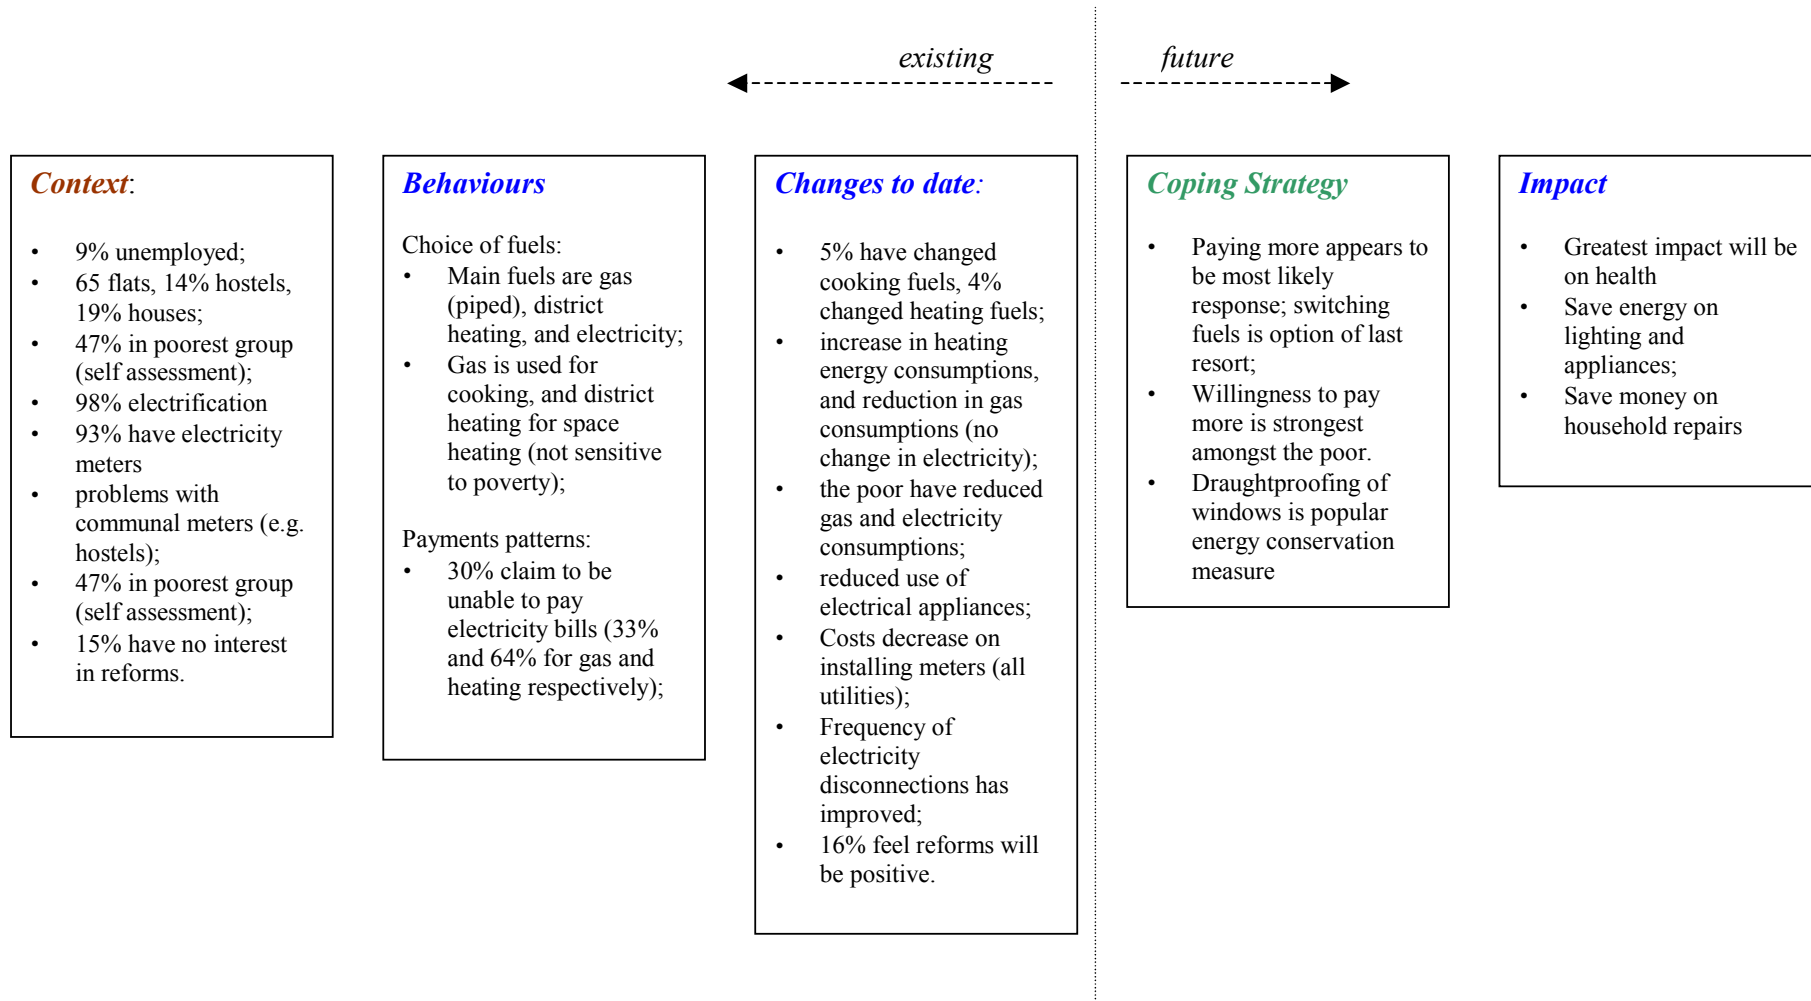 existing
future
Context:
• 9% unemployed;
• 65 flats, 14% hostels,
19% houses;
• 47% in poorest group
(self assessment);
• 98% electrification
• 93% have electricity
meters
• problems with
communal meters (e.g.
hostels);
• 47% in poorest group
(self assessment);
• 15% have no interest
in reforms.
Behaviours
Choice of fuels:
• Main fuels are gas
(piped), district
heating, and electricity;
• Gas is used for
cooking, and district
heating for space
heating (not sensitive
to poverty);
Payments patterns:
• 30% claim to be
unable to pay
electricity bills (33%
and 64% for gas and
heating respectively);
Changes to date:
• 5% have changed
cooking fuels, 4%
changed heating fuels;
• increase in heating
energy consumptions,
and reduction in gas
consumptions (no
change in electricity);
• the poor have reduced
gas and electricity
consumptions;
• reduced use of
electrical appliances;
• Costs decrease on
installing meters (all
utilities);
• Frequency of
electricity
disconnections has
improved;
• 16% feel reforms will
be positive.
Coping Strategy
• Paying more appears to
be most likely
response; switching
fuels is option of last
resort;
• Willingness to pay
more is strongest
amongst the poor.
• Draughtproofing of
windows is popular
energy conservation
measure
Impact
• Greatest impact will be
on health
• Save energy on
lighting and
appliances;
• Save money on
household repairs